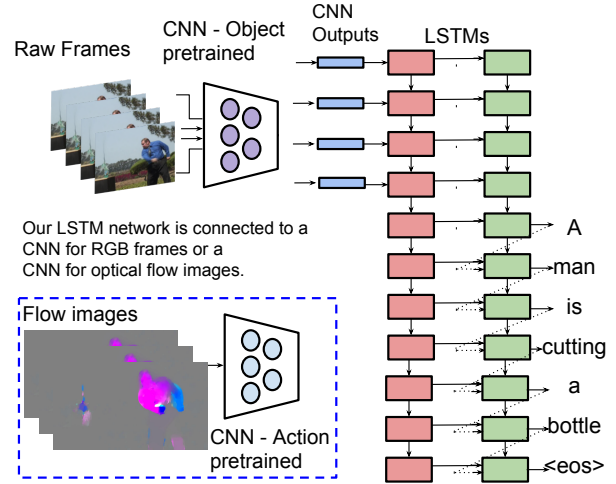 Raw Frames
CNN - Object
pretrained
CNN
Outputs
LSTMs
Our LSTM network is connected to a
CNN for RGB frames or a
CNN for optical flow images.
Flow images
CNN - Action
pretrained
A
man
is
cutting
a
bottle
<eos>